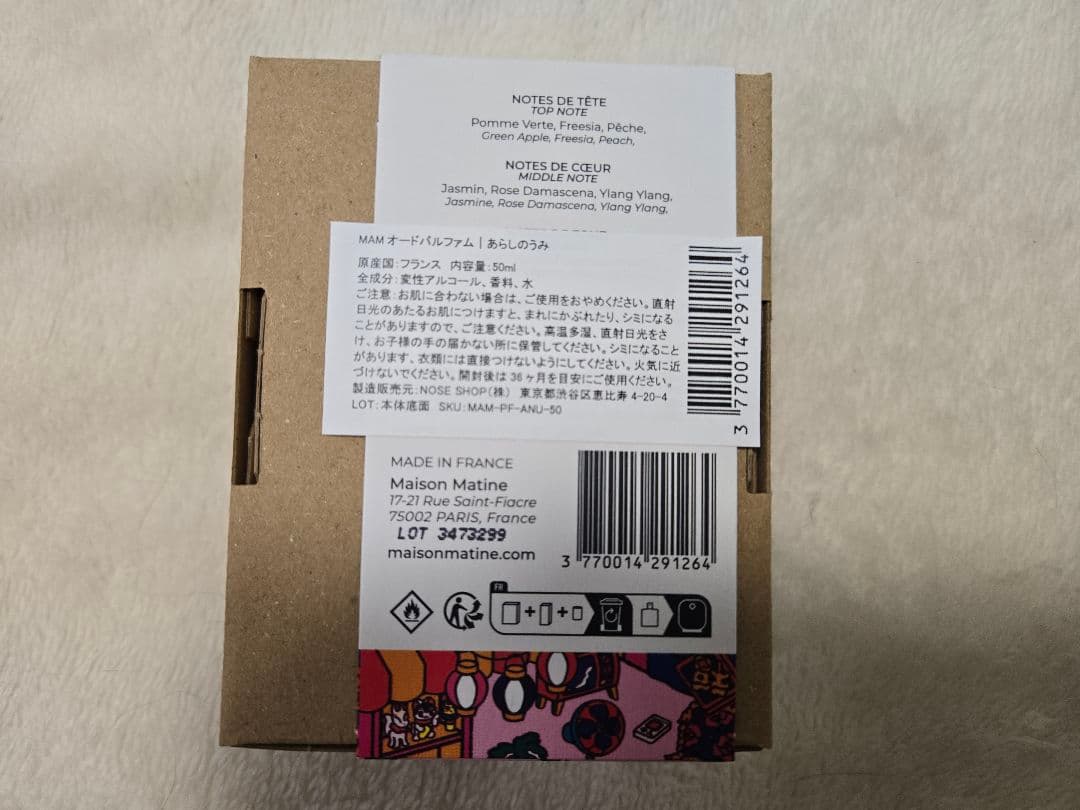 NOTES DE TÊTE
TOP NOTE
Pomme Verte, Freesia, Pêche,
Green Apple, Freesia, Peach,
NOTES DE CŒUR
MIDDLE NOTE
Jasmin, Rose Damascena, Ylang Ylang,
Jasmine, Rose Damascena, Ylang Ylang,
MAM オードパルファム | あらしのうみ
原産国:フランス 内容量:50ml
全成分:変性アルコール、香料、水
ご注意:お肌に合わない場合は、ご使用をおやめください。直射
日光のあたるお肌につけますと、まれにかぶれたり、シミになる
ことがありますので、ご注意ください。高温多湿、直射日光をさ
け、お子様の手の届かない所に保管してください。シミになること
があります、衣類には直接つけないようにしてください。火気に近
づけないでください。開封後は36ヶ月を目安にご使用ください。
製造販売元:NOSE SHOP(株) 東京都渋谷区恵比寿 4-20-4
LOT:本体底面 SKU:MAM-PF-ANU-50
3 770014 291264
MADE IN FRANCE
Maison Matine
17-21 Rue Saint-Fiacre
75002 PARIS, France
LOT 3473299
maisonmatine.com
3 770014 291264
FR